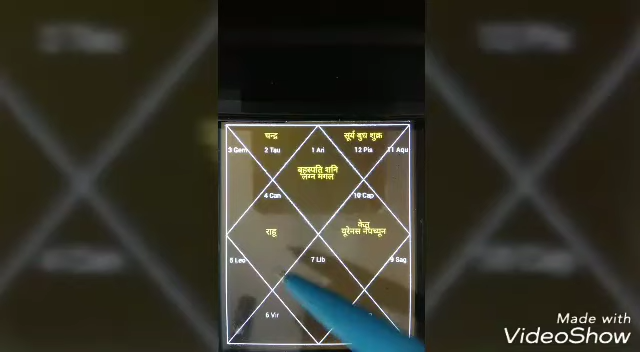 चन्द्र
सूर्य बुध शुक्र
3 Gem
2 Tau
1 Ari
12 Pis
11 Aqu
बृहस्पति शनि
लग्न मंगल
4 Can
10 Cap
राहू
केतू
यूरेनस नेपच्यून
5 Leo
7 Lib
9 Sag
6 Vir
Made with
VideoShow